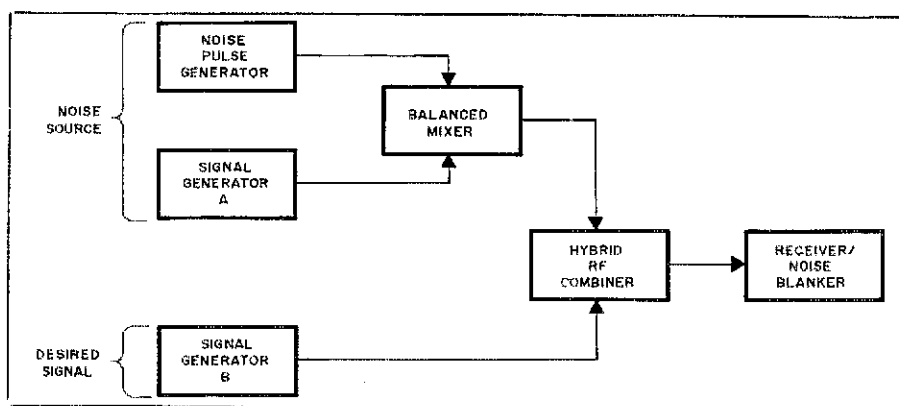 NOISE
PULSE
GENERATOR
NOISE
SOURCE
BALANCED
MIXER
SIGNAL
GENERATOR
A
HYBRID
RF
COMBINER
RECEIVER/
NOISE
BLANKER
DESIRED
SIGNAL
SIGNAL
GENERATOR
B